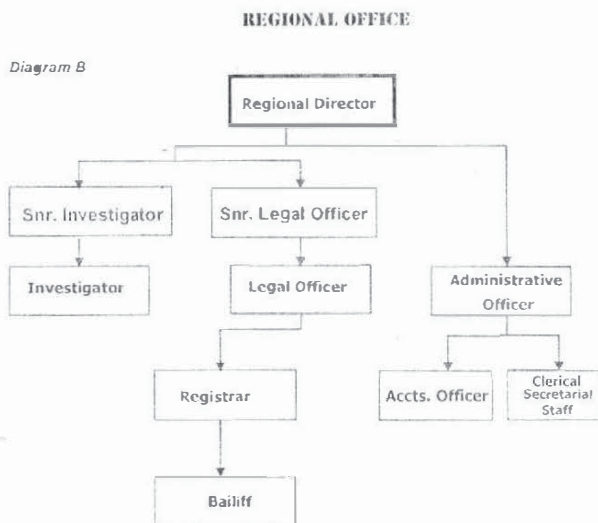 REGIONAL OFFICE
Diagram B
Regional Director
Snr. Investigator
Snr. Legal Officer
Investigator
Legal Officer
Administrative
Officer
Registrar
Accts. Officer
Clerical
Secretarial
Staff
Bailiff